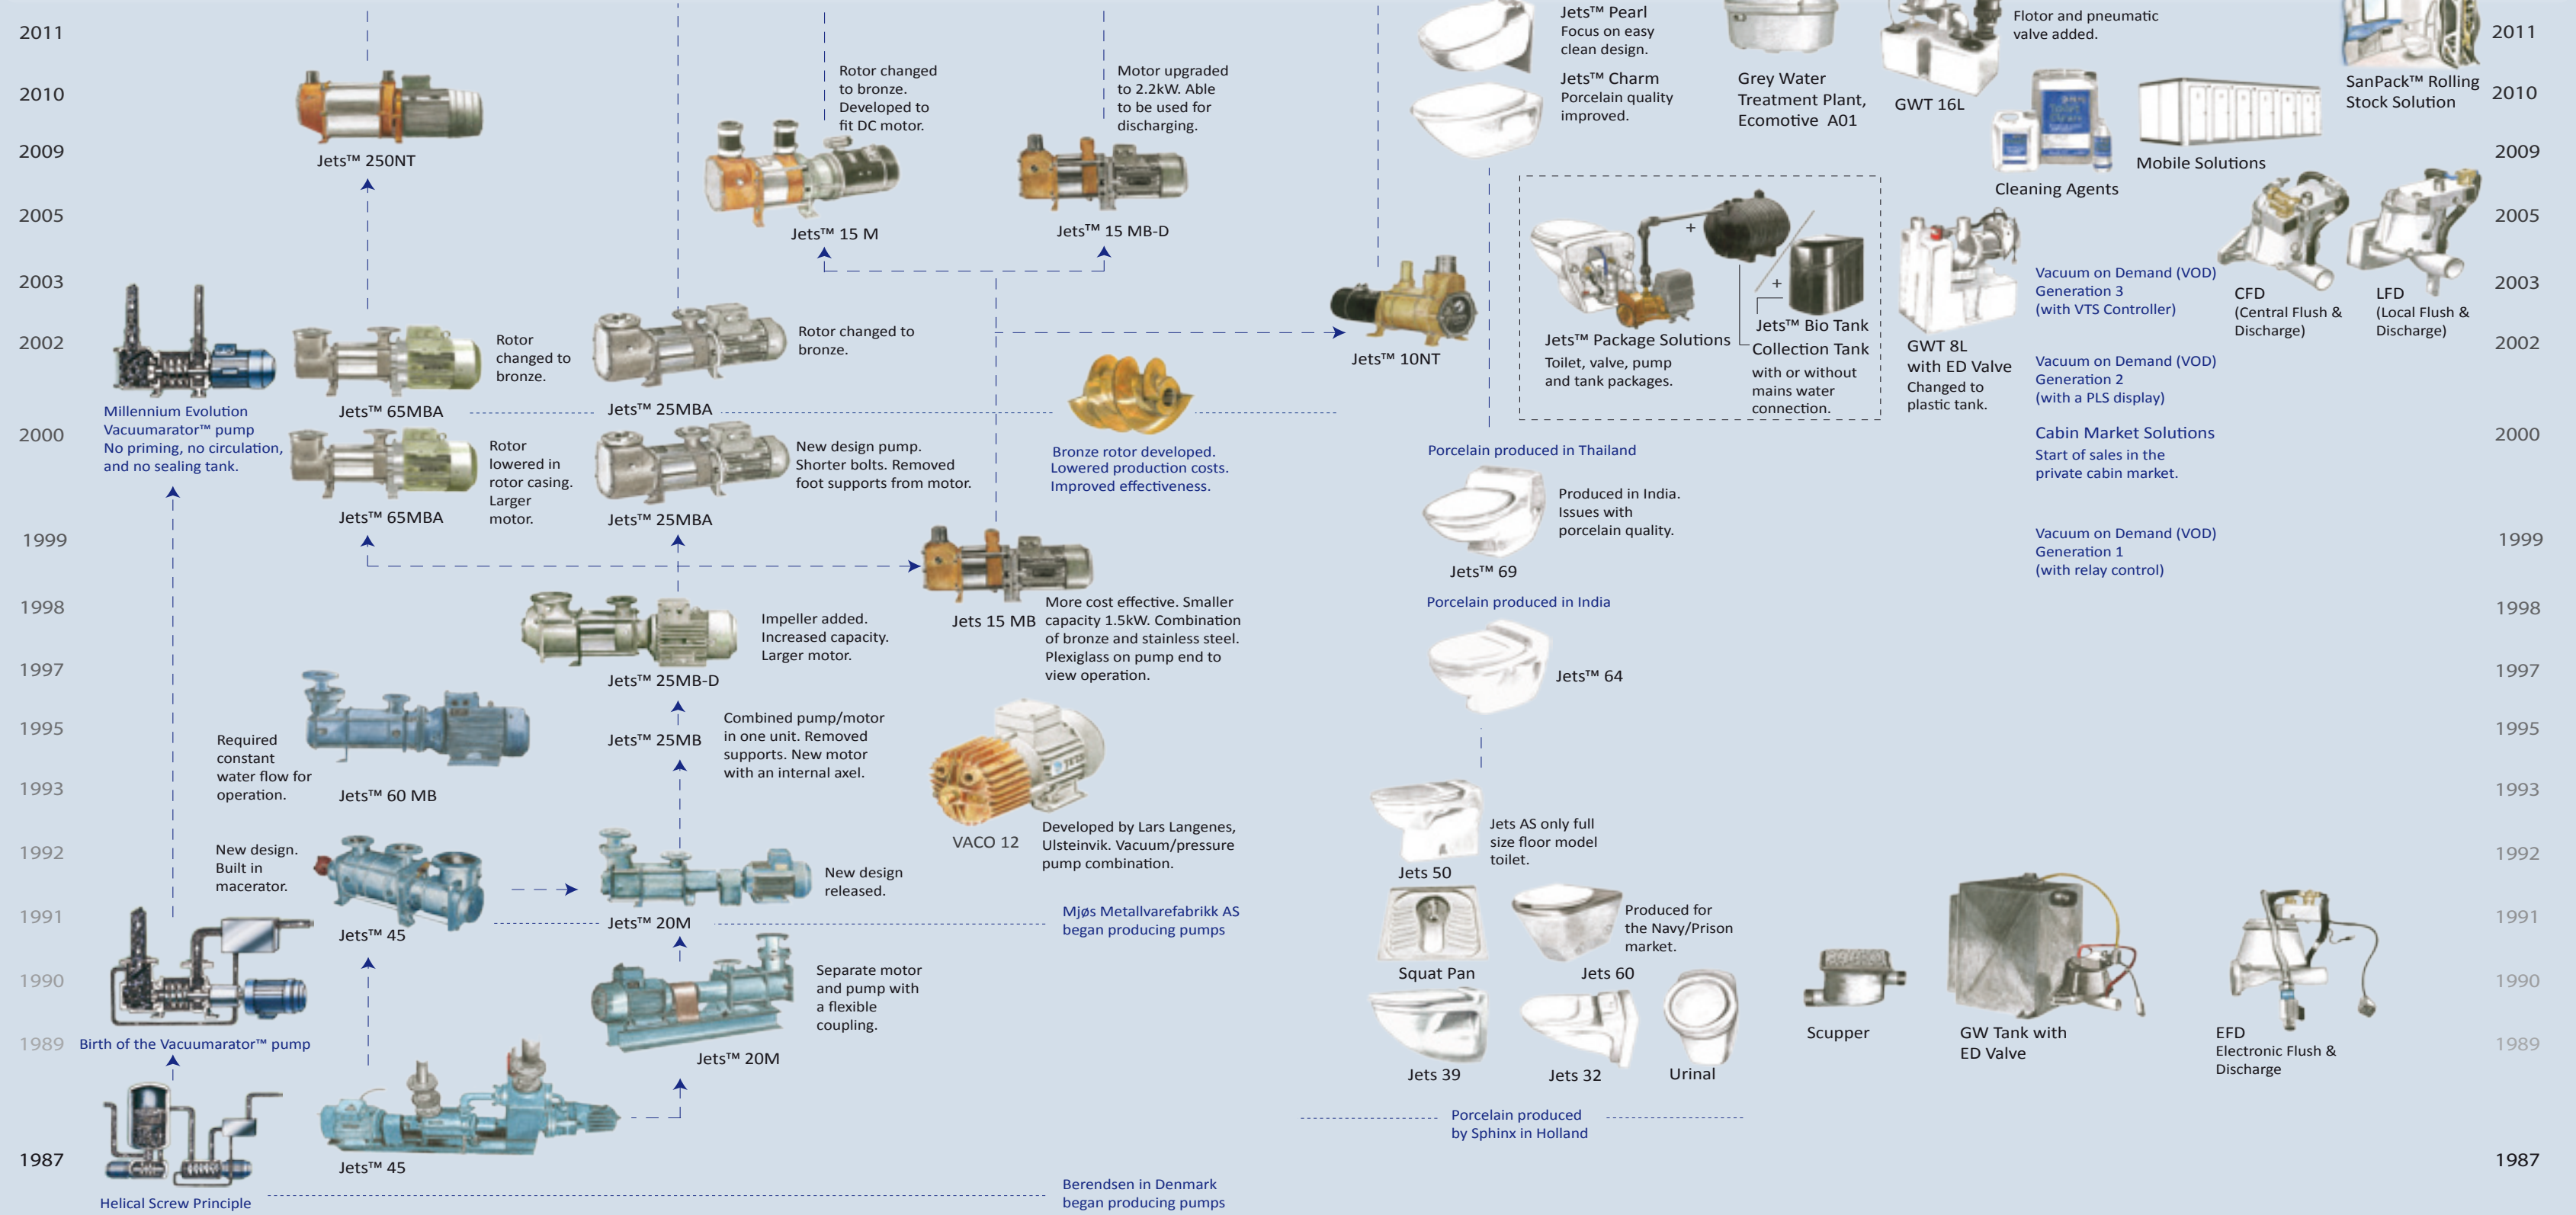 2011
2010
2009
2005
2003
2002
2000
1999
1998
1997
1995
1993
1992
1991
1990
1989
1987
Jets™ 250NT
Rotor changed
to bronze.
Developed to
fit DC motor.
Jets™ 15 M
Motor upgraded
to 2.2kW. Able
to be used for
discharging.
Jets™ 15 MB-D
Millennium Evolution
Vacuumarator™ pump
No priming, no circulation,
and no sealing tank.
Rotor
changed to
bronze.
Jets™ 65MBA
Rotor changed to
bronze.
Jets™ 25MBA
Rotor
lowered in
rotor casing.
Larger
motor.
Jets™ 65MBA
New design pump.
Shorter bolts. Removed
foot supports from motor.
Jets™ 25MBA
Bronze rotor developed.
Lowered production costs.
Improved effectiveness.
Jets™ 10NT
Jets 15 MB
More cost effective. Smaller
capacity 1.5kW. Combination
of bronze and stainless steel.
Plexiglass on pump end to
view operation.
Impeller added.
Increased capacity.
Larger motor.
Jets™ 25MB-D
Combined pump/motor
in one unit. Removed
supports. New motor
with an internal axel.
Jets™ 25MB
Required
constant
water flow for
operation.
Jets™ 60 MB
VACO 12
Developed by Lars Langenes,
Ulsteinvik. Vacuum/pressure
pump combination.
New design.
Built in
macerator.
Jets™ 45
New design
released.
Jets™ 20M
Mjøs Metallvarefabrikk AS
began producing pumps
Separate motor
and pump with
a flexible
coupling.
Jets™ 20M
Birth of the Vacuumarator™ pump
Jets™ 45
Helical Screw Principle
Berendsen in Denmark
began producing pumps
Jets™ Pearl
Focus on easy
clean design.
Jets™ Charm
Porcelain quality
improved.
Grey Water
Treatment Plant,
Ecomotive A01
Flotor and pneumatic
valve added.
GWT 16L
Cleaning Agents
Mobile Solutions
SanPack™ Rolling
Stock Solution
+
+
Jets™ Package Solutions
Toilet, valve, pump
and tank packages.
Jets™ Bio Tank
Collection Tank
with or without
mains water
connection.
GWT 8L
with ED Valve
Changed to
plastic tank.
Vacuum on Demand (VOD)
Generation 3
(with VTS Controller)
Vacuum on Demand (VOD)
Generation 2
(with a PLS display)
Cabin Market Solutions
Start of sales in the
private cabin market.
Vacuum on Demand (VOD)
Generation 1
(with relay control)
CFD
(Central Flush &
Discharge)
LFD
(Local Flush &
Discharge)
Porcelain produced in Thailand
Produced in India.
Issues with
porcelain quality.
Jets™ 69
Porcelain produced in India
Jets™ 64
Jets AS only full
size floor model
toilet.
Jets 50
Squat Pan
Produced for
the Navy/Prison
market.
Jets 60
Jets 39
Jets 32
Urinal
Porcelain produced
by Sphinx in Holland
Scupper
GW Tank with
ED Valve
EFD
Electronic Flush &
Discharge
2011
2010
2009
2005
2003
2002
2000
1999
1998
1997
1995
1993
1992
1991
1990
1989
1987